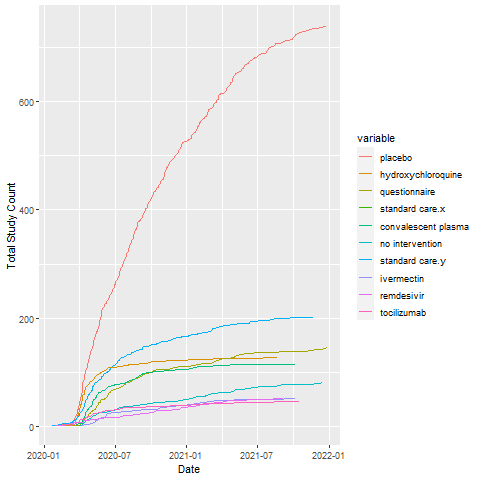 Total Study Count
600
400
200
0
2020-01
2020-07
2021-01
2021-07
2022-01
Date
variable
placebo
hydroxychloroquine
questionnaire
standard care.x
convalescent plasma
no intervention
standard care.y
ivermectin
remdesivir
tocilizumab